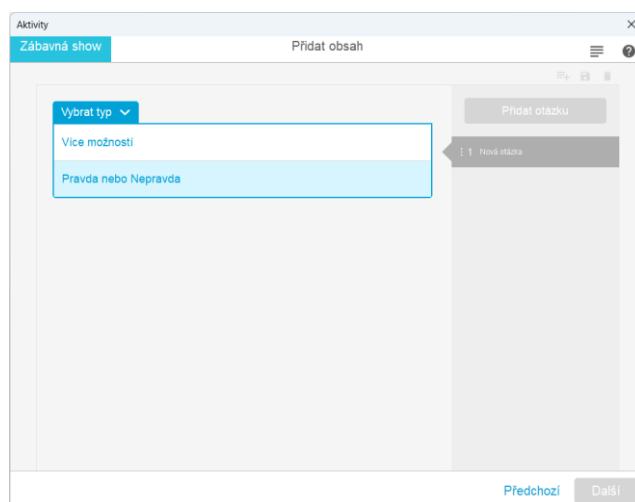 Aktivity
Zábavná show
Přidat obsah
Vybrat typ
Více možností
Pravda nebo Nepravda
Přidat otázku
1 Nová otázka
Předchozí
Další